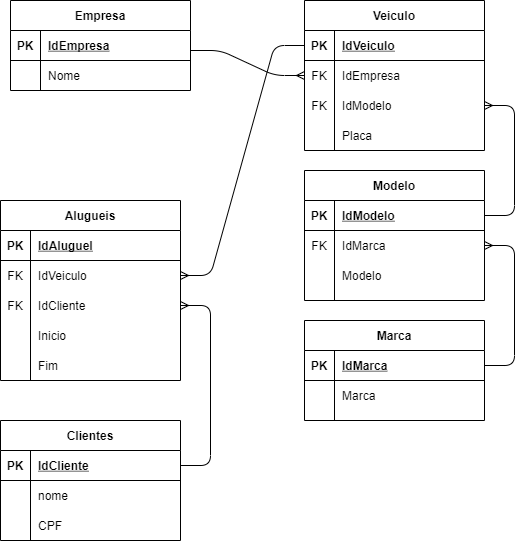 Empresa
PK IdEmpresa
Nome
Veiculo
PK IdVeiculo
FK IdEmpresa
FK IdModelo
Placa
Modelo
PK IdModelo
FK IdMarca
Modelo
Alugueis
PK IdAluguel
FK IdVeiculo
FK IdCliente
Inicio
Fim
Marca
PK IdMarca
Marca
Clientes
PK IdCliente
nome
CPF